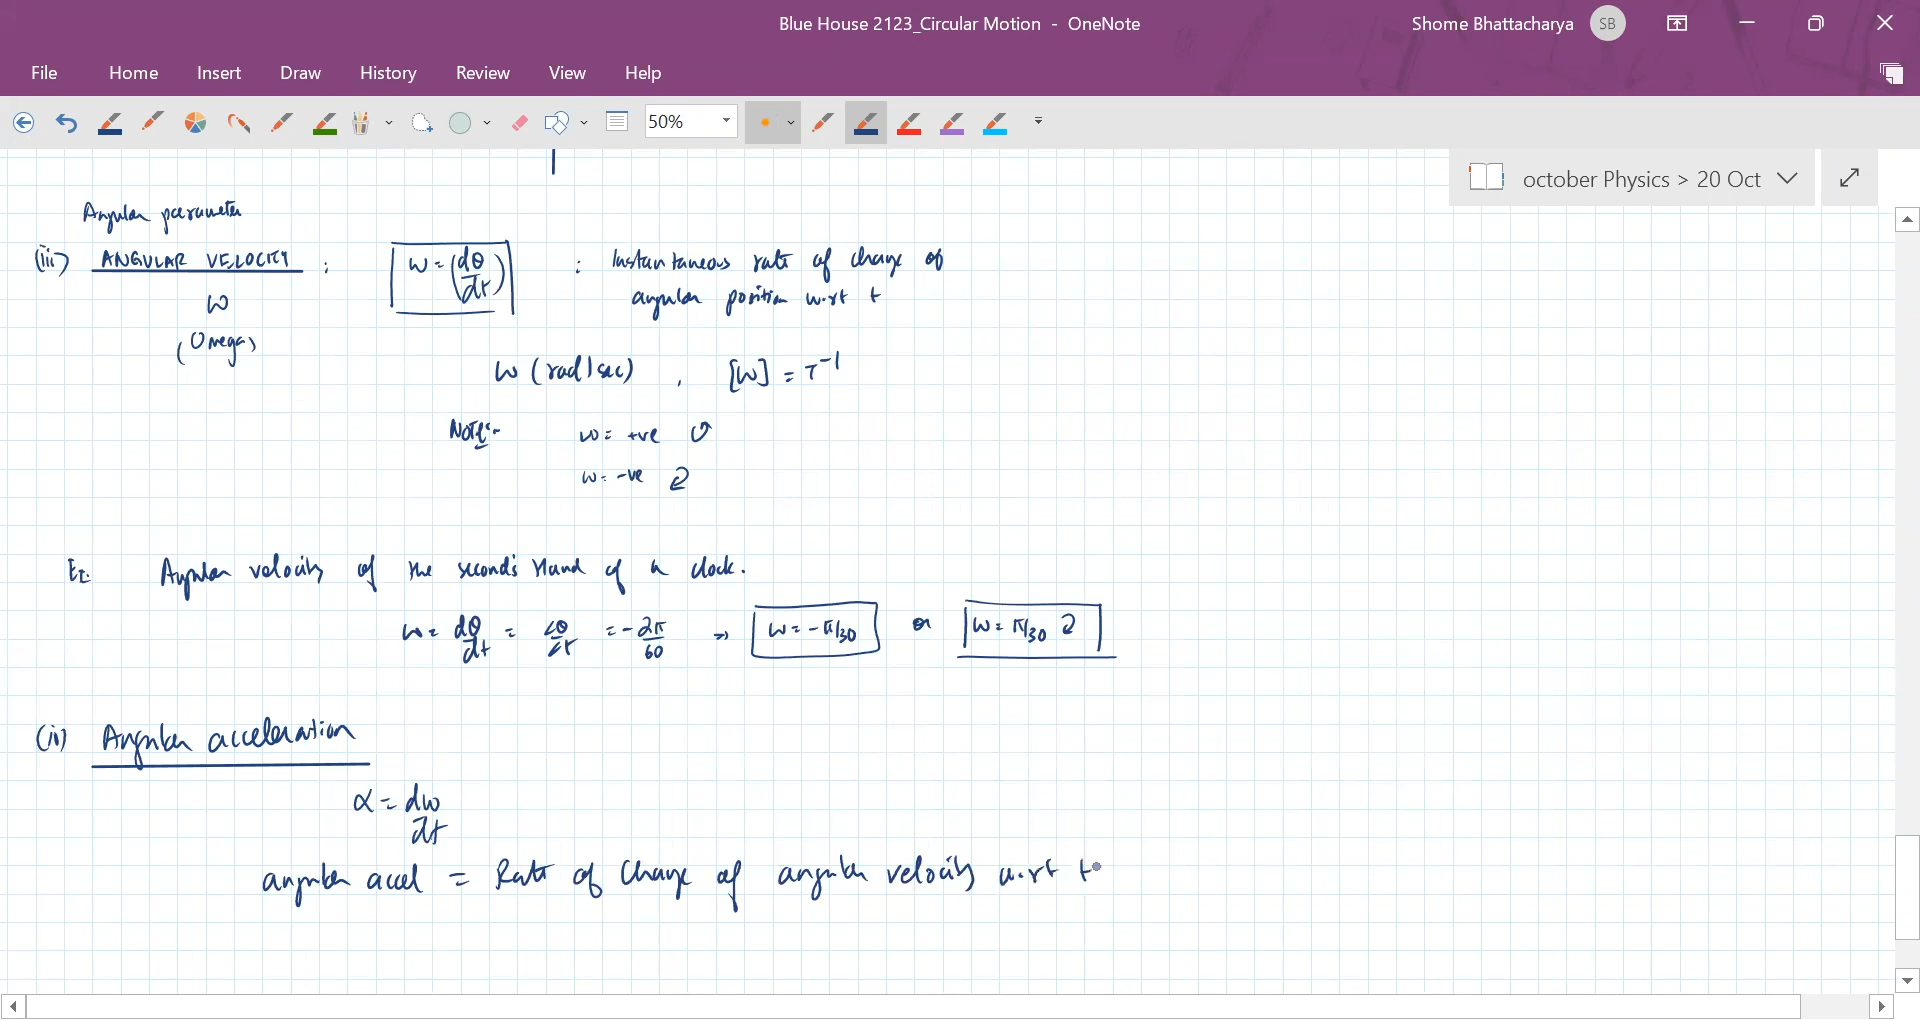 Blue House 2123_Circular Motion - OneNote
Shome Bhattacharya SB
File Home Insert Draw History Review View Help
50%
october Physics > 20 Oct
Angular parameter
(iii) ANGULAR VELOCITY : ω = (dθ/dt) : Instantaneous rate of change of
angular position w.r.t t
ω
(Omega)
ω (rad/sec) , [ω] = T⁻¹
Note:- ω = +ve ↺
ω = -ve ↻
Ex. Angular velocity of the second's hand of a clock.
ω = dθ/dt = Δθ/Δt = -2π/60 ⇒ ω = -π/30 or ω = π/30 ↻
(iv) Angular acceleration
α = dω/dt
angular accel = Rate of change of angular velocity w.r.t t